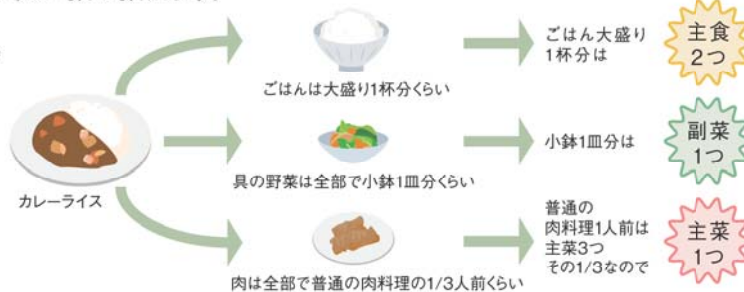 カレーライス
ごはんは大盛り1杯分くらい
ごはん大盛り
1杯分は
主食
2つ
具の野菜は全部で小鉢1皿分くらい
小鉢1皿分は
副菜
1つ
肉は全部で普通の肉料理の1/3人前くらい
普通の
肉料理1人前は
主菜3つ
その1/3なので
主菜
1つ